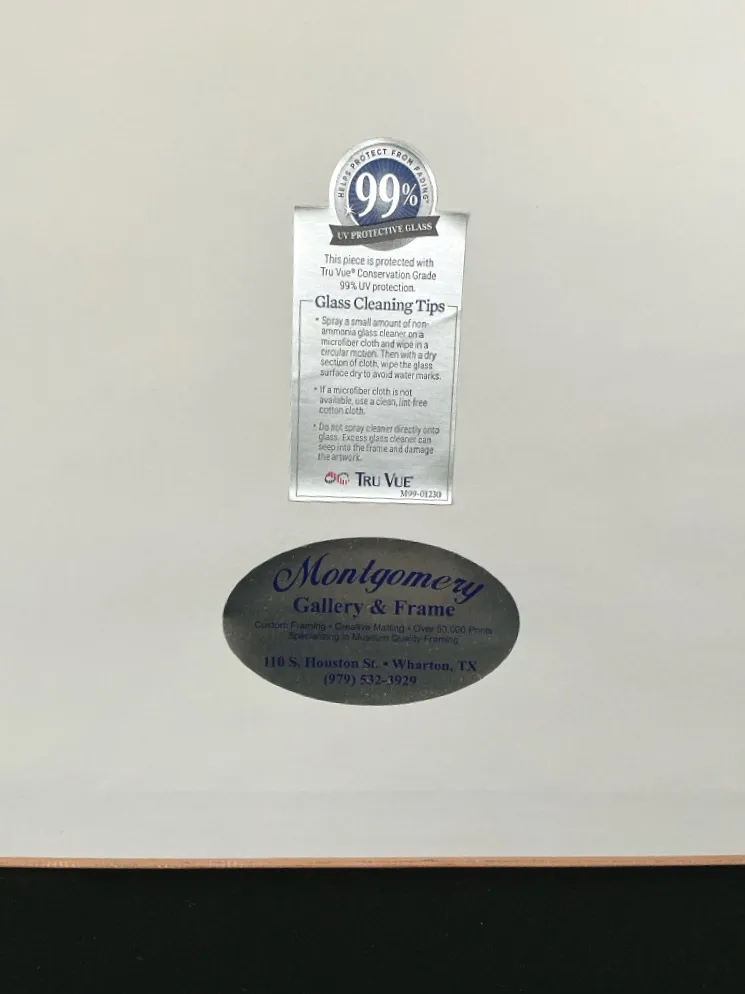 HELPS PROTECT FROM FADING*
99%
UV PROTECTIVE GLASS
This piece is protected with
Tru Vue® Conservation Grade
99% UV protection.
Glass Cleaning Tips
• Spray a small amount of non-
ammonia glass cleaner on a
microfiber cloth and wipe in a
circular motion. Then with a dry
section of cloth, wipe the glass
surface dry to avoid water marks.
• If a microfiber cloth is not
available, use a clean, lint-free
cotton cloth.
• Do not spray cleaner directly onto
glass. Excess glass cleaner can
seep into the frame and damage
the artwork.
TRU VUE®
M99-01230
Montgomery
Gallery & Frame
Custom Framing • Creative Matting • Over 50,000 Prints
Specializing in Museum Quality Framing
110 S. Houston St. • Wharton, TX
(979) 532-3929